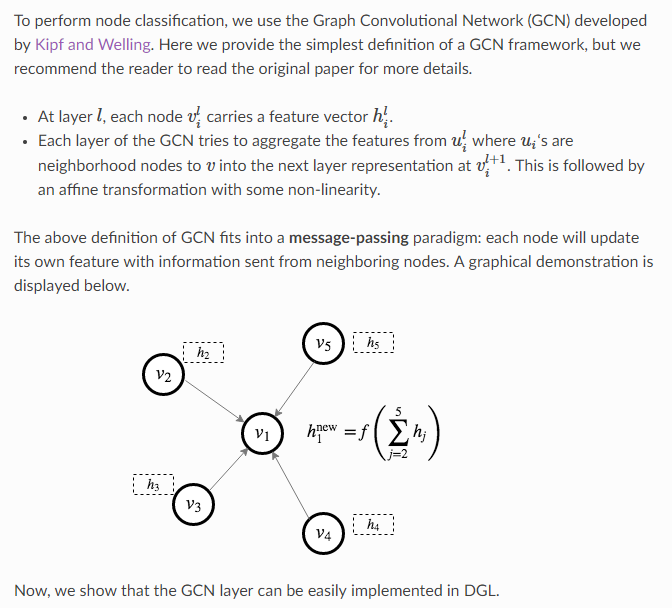 To perform node classification, we use the Graph Convolutional Network (GCN) developed
by Kipf and Welling. Here we provide the simplest definition of a GCN framework, but we
recommend the reader to read the original paper for more details.
• At layer l, each node v_i^l carries a feature vector h_i^l.
• Each layer of the GCN tries to aggregate the features from u_i^l where u_i‘s are
neighborhood nodes to v into the next layer representation at v_i^{l+1}. This is followed by
an affine transformation with some non-linearity.
The above definition of GCN fits into a message-passing paradigm: each node will update
its own feature with information sent from neighboring nodes. A graphical demonstration is
displayed below.
v_5 h_5
h_2
v_2
v_1 h_1^{new} = f(∑_{j=2}^{5} h_j)
h_3
v_3
v_4 h_4
Now, we show that the GCN layer can be easily implemented in DGL.